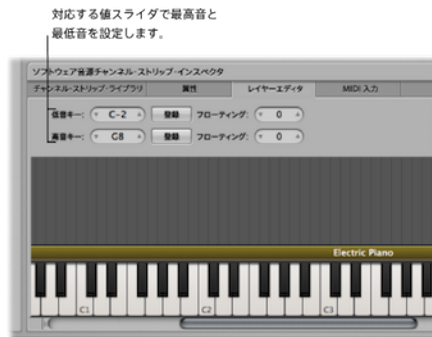 対応する値スライダで最高音と
最低音を設定します。
ソフトウェア音源チャンネル・ストリップ・インスペクタ
チャンネル・ストリップ・ライブラリ 属性 レイヤーエディタ MIDI 入力
低音キー: C-2 登録 フローティング: 0
高音キー: G8 登録 フローティング: 0
Electric Piano
C1 C2 C3